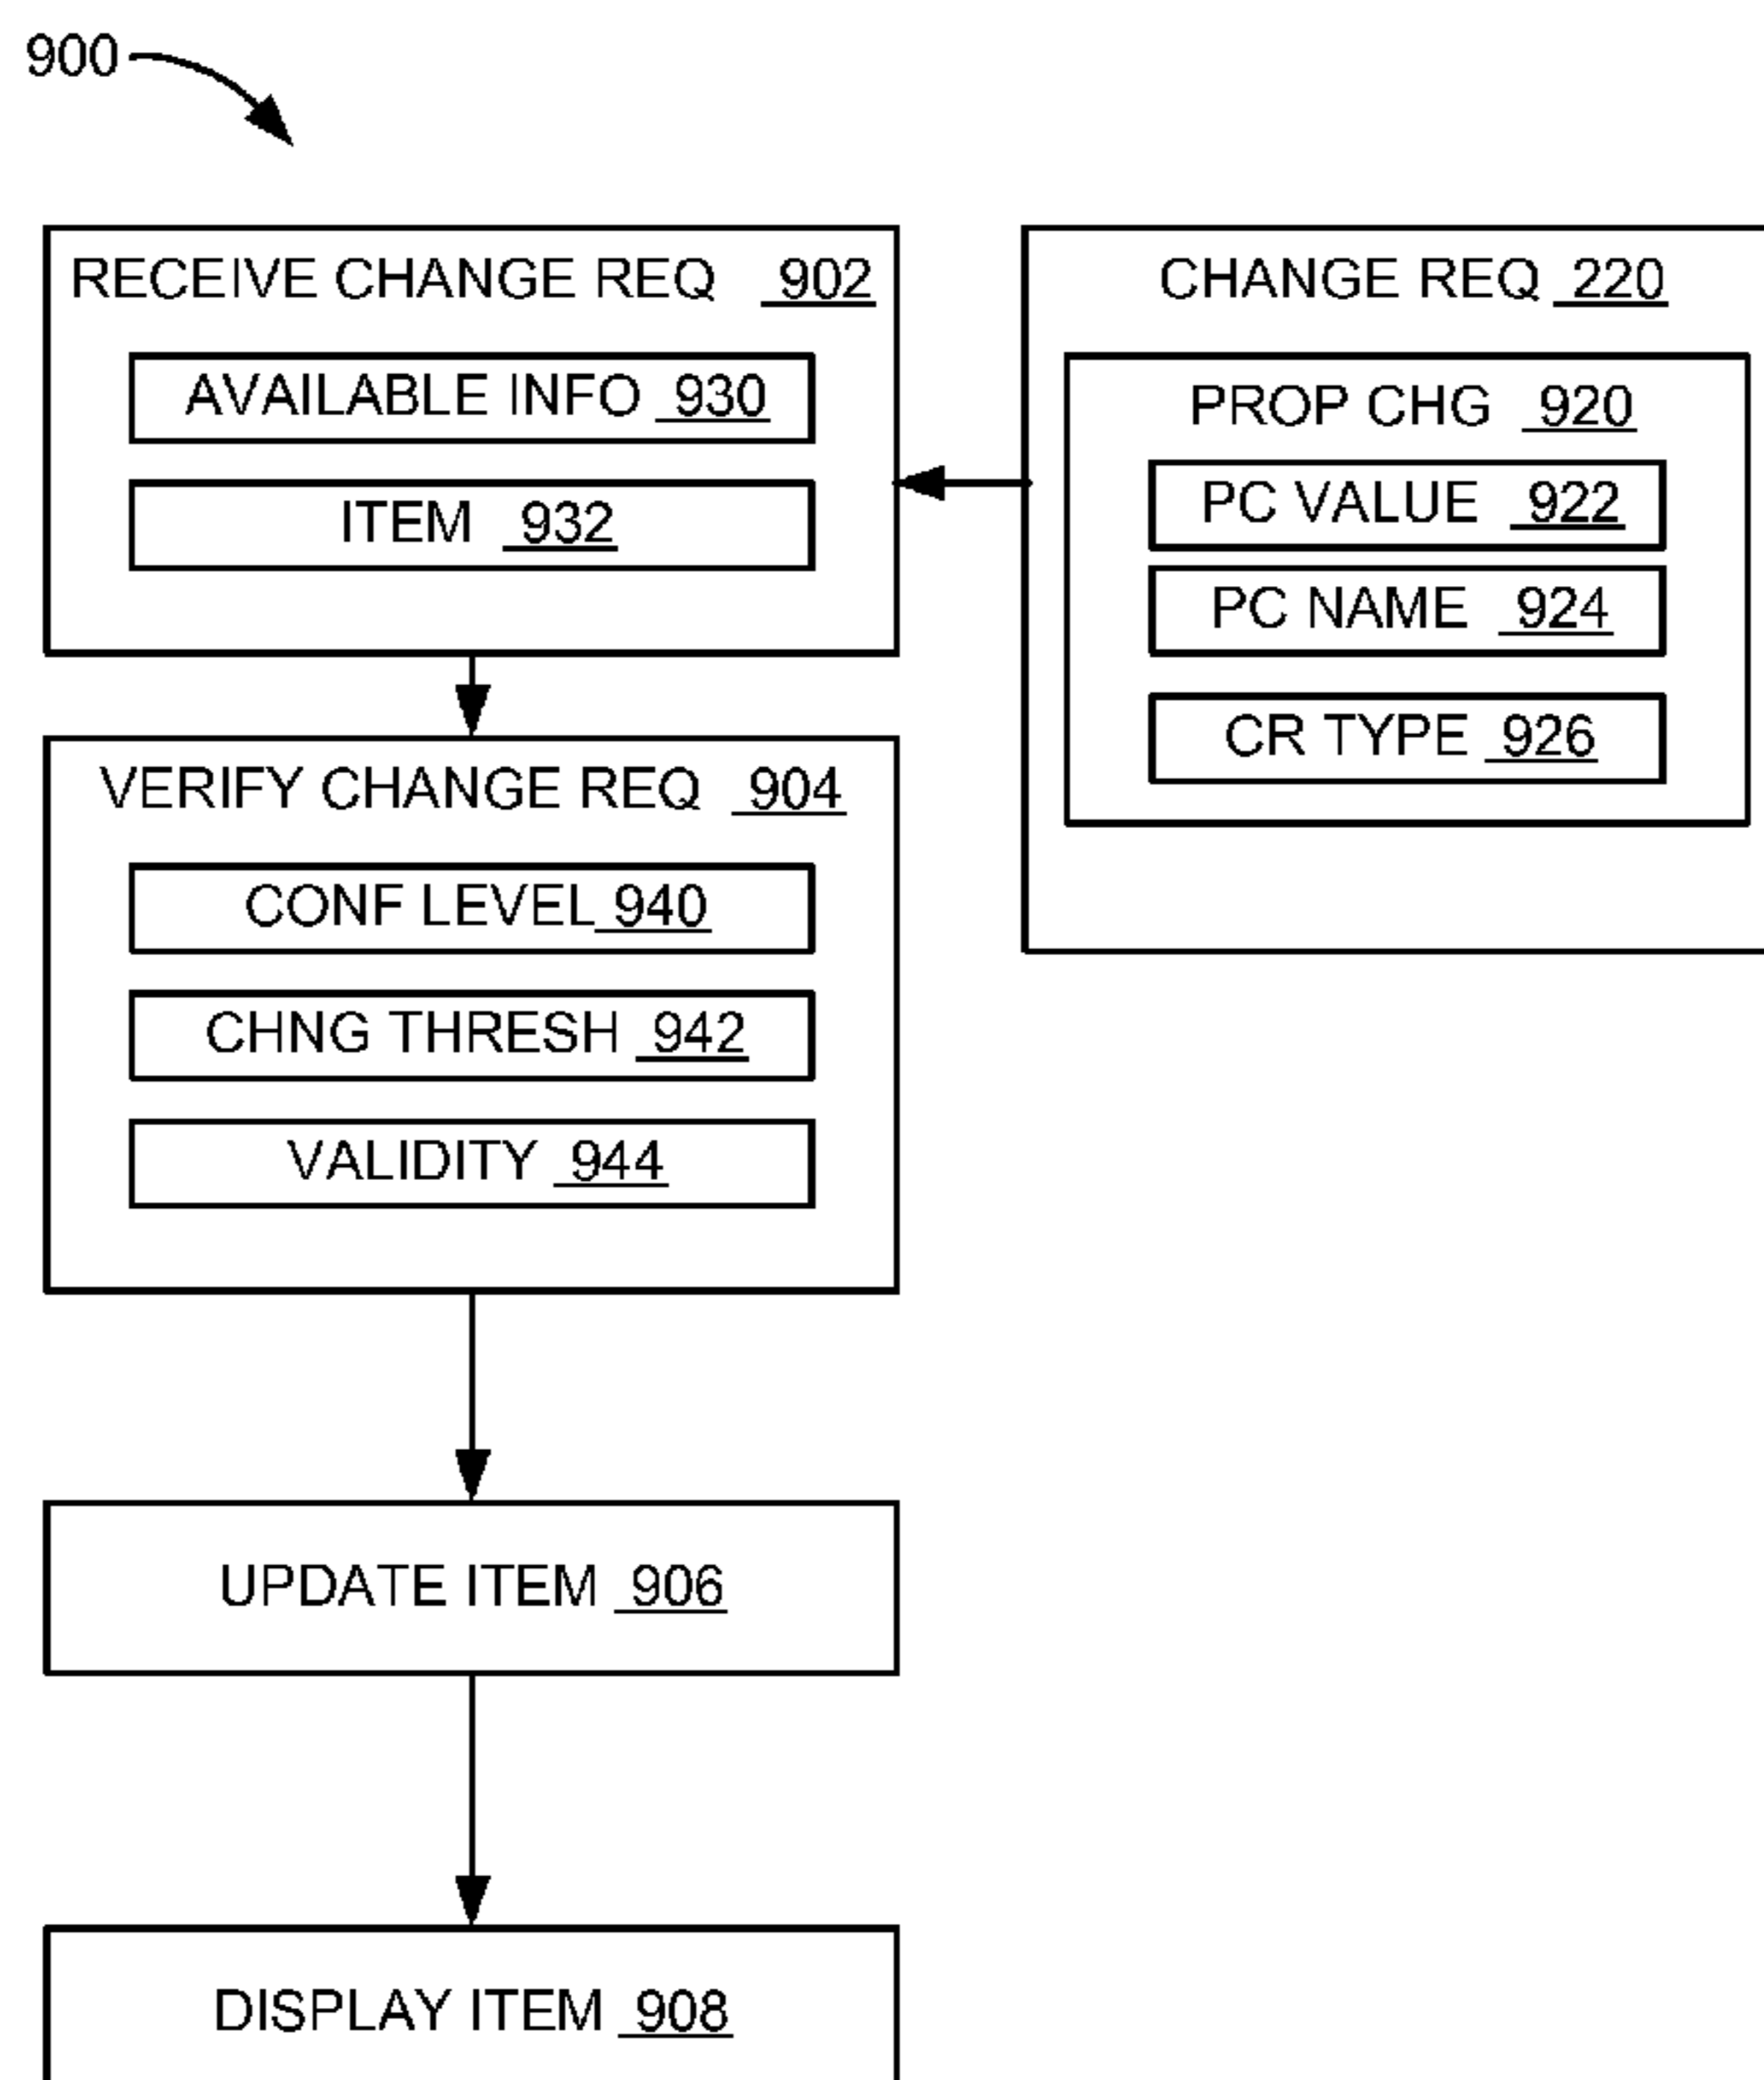 900
RECEIVE CHANGE REQ 902
AVAILABLE INFO 930
ITEM 932
CHANGE REQ 220
PROP CHG 920
PC VALUE 922
PC NAME 924
CR TYPE 926
VERIFY CHANGE REQ 904
CONF LEVEL 940
CHNG THRESH 942
VALIDITY 944
UPDATE ITEM 906
DISPLAY ITEM 908